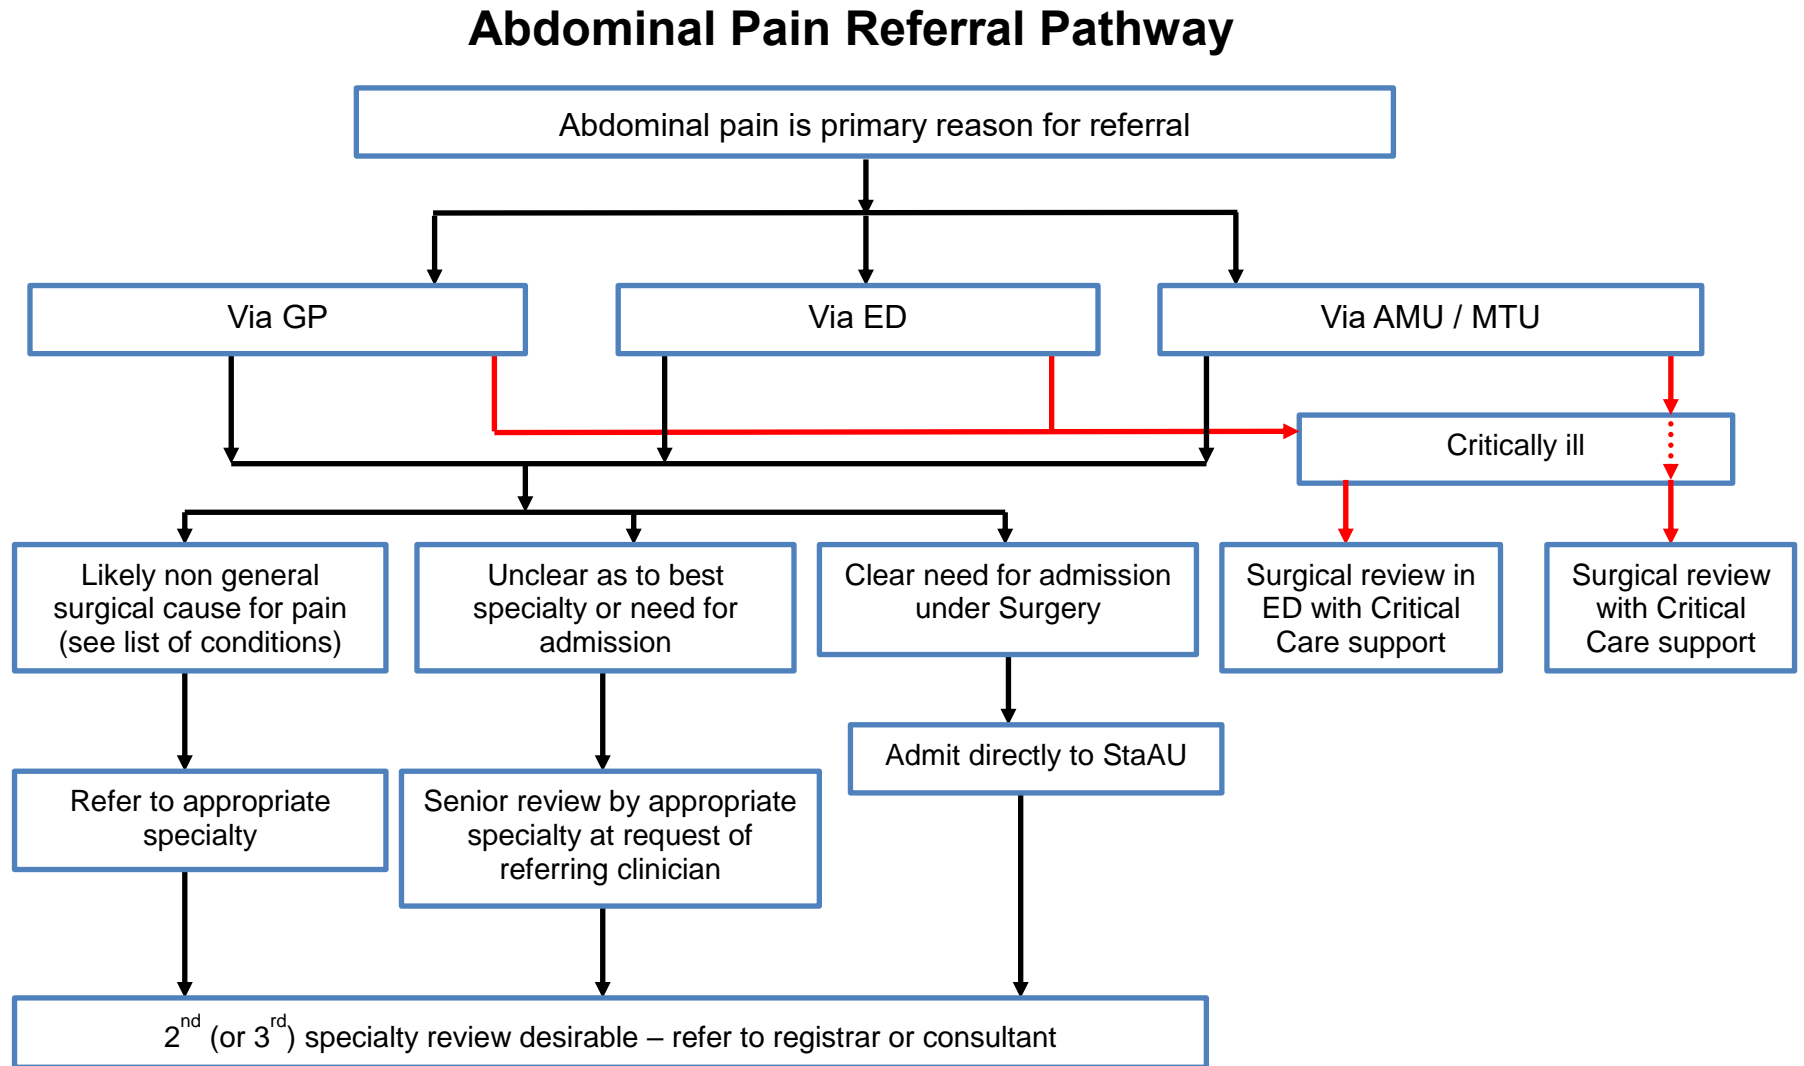 Abdominal Pain Referral Pathway
Abdominal pain is primary reason for referral
Via GP
Via ED
Via AMU / MTU
Critically ill
Likely non general
surgical cause for pain
(see list of conditions)
Unclear as to best
specialty or need for
admission
Clear need for admission
under Surgery
Surgical review in
ED with Critical
Care support
Surgical review
with Critical
Care support
Admit directly to StaAU
Refer to appropriate
specialty
Senior review by appropriate
specialty at request of
referring clinician
2nd (or 3rd) specialty review desirable – refer to registrar or consultant